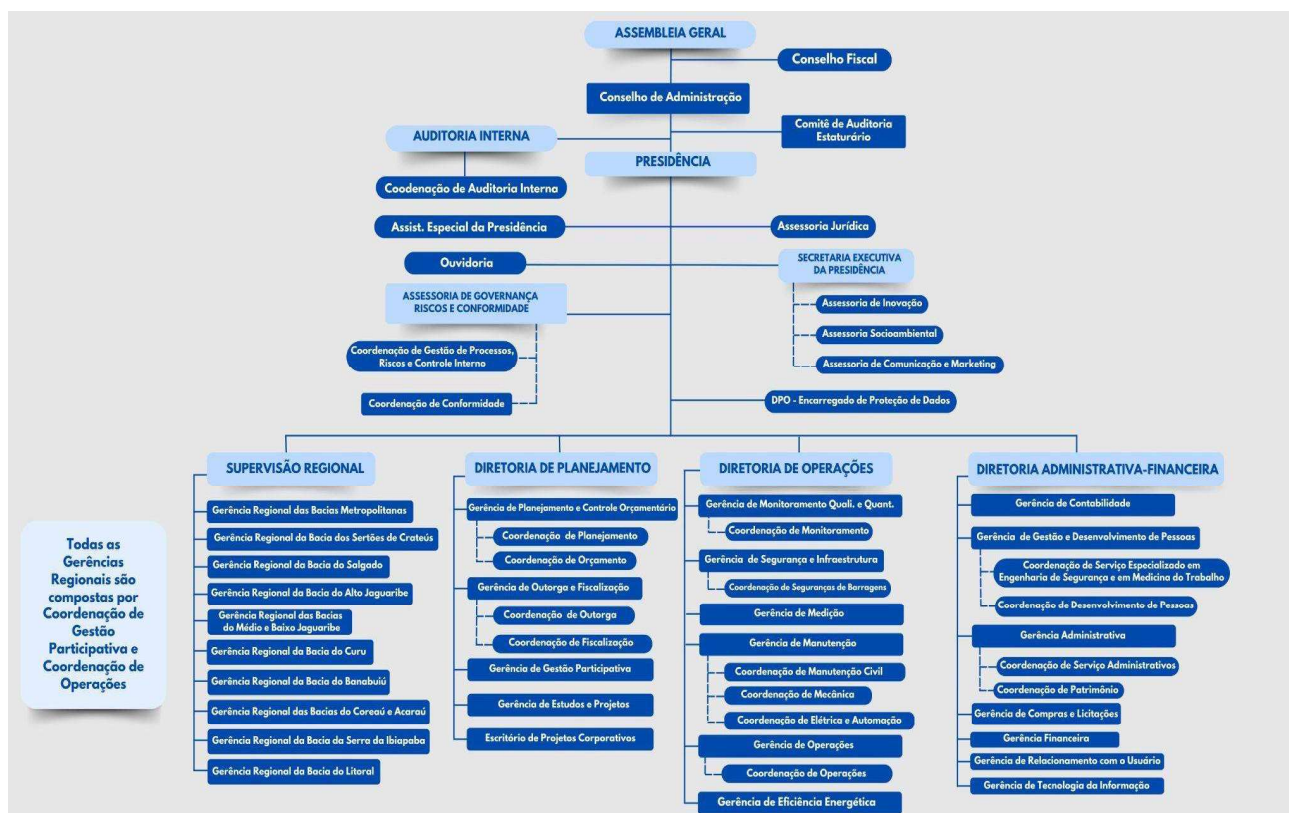 ASSEMBLEIA GERAL
Conselho Fiscal
Conselho de Administração
Comitê de Auditoria
Estaturário
AUDITORIA INTERNA
PRESIDÊNCIA
Coodenação de Auditoria Interna
Assist. Especial da Presidência
Assessoria Jurídica
Ouvidoria
SECRETARIA EXECUTIVA
DA PRESIDÊNCIA
ASSESSORIA DE GOVERNANÇA
RISCOS E CONFORMIDADE
Assessoria de Inovação
Assessoria Socioambiental
Assessoria de Comunicação e Marketing
Coordenação de Gestão de Processos,
Riscos e Controle Interno
Coordenação de Conformidade
DPO - Encarregado de Proteção de Dados
SUPERVISÃO REGIONAL
Gerência Regional das Bacias Metropolitanas
Gerência Regional da Bacia dos Sertões de Crateús
Gerência Regional da Bacia do Salgado
Gerência Regional da Bacia do Alto Jaguaribe
Gerência Regional das Bacias
do Médio e Baixo Jaguaribe
Gerência Regional da Bacia do Curu
Gerência Regional da Bacia do Banabuiú
Gerência Regional das Bacias do Coreaú e Acaraú
Gerência Regional da Bacia da Serra da Ibiapaba
Gerência Regional da Bacia do Litoral
Todas as
Gerências
Regionais são
compostas por
Coordenação de
Gestão
Participativa e
Coordenação de
Operações
DIRETORIA DE PLANEJAMENTO
Gerência de Planejamento e Controle Orçamentário
Coordenação de Planejamento
Coordenação de Orçamento
Gerência de Outorga e Fiscalização
Coordenação de Outorga
Coordenação de Fiscalização
Gerência de Gestão Participativa
Gerência de Estudos e Projetos
Escritório de Projetos Corporativos
DIRETORIA DE OPERAÇÕES
Gerência de Monitoramento Quali. e Quant.
Coordenação de Monitoramento
Gerência de Segurança e Infraestrutura
Coordenação de Seguranças de Barragens
Gerência de Medição
Gerência de Manutenção
Coordenação de Manutenção Civil
Coordenação de Mecânica
Coordenação de Elétrica e Automação
Gerência de Operações
Coordenação de Operações
Gerência de Eficiência Energética
DIRETORIA ADMINISTRATIVA-FINANCEIRA
Gerência de Contabilidade
Gerência de Gestão e Desenvolvimento de Pessoas
Coordenação de Serviço Especializado em
Engenharia de Segurança e em Medicina do Trabalho
Coordenação de Desenvolvimento de Pessoas
Gerência Administrativa
Coordenação de Serviço Administrativos
Coordenação de Patrimônio
Gerência de Compras e Licitações
Gerência Financeira
Gerência de Relacionamento com o Usuário
Gerência de Tecnologia da Informação